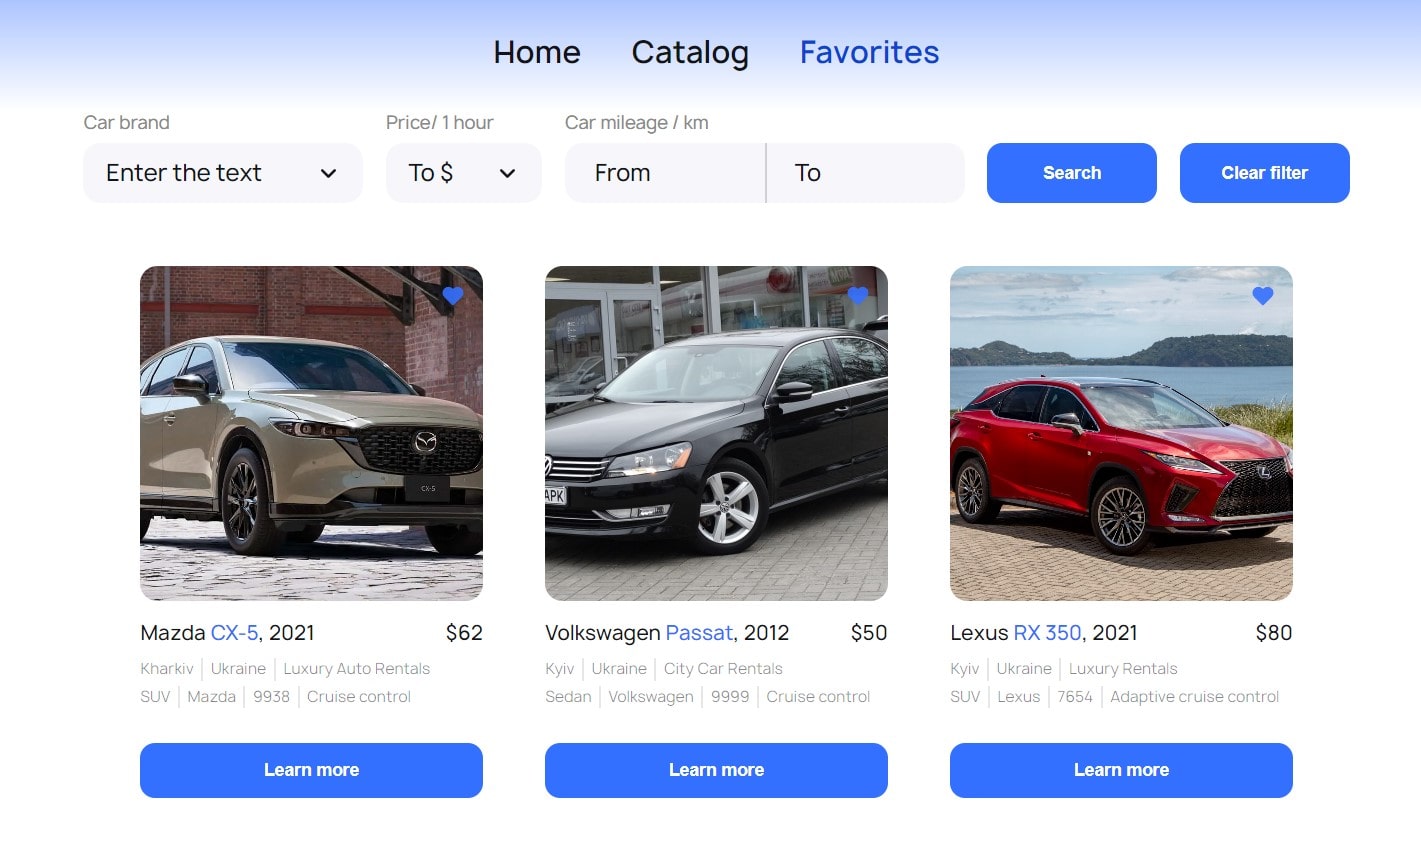 Home Catalog Favorites
Car brand Price/ 1 hour Car mileage / km
Enter the text To $ From To Search Clear filter
CX-5
APK
Mazda CX-5, 2021 $62
Kharkiv Ukraine Luxury Auto Rentals
SUV Mazda 9938 Cruise control
Learn more
Volkswagen Passat, 2012 $50
Kyiv Ukraine City Car Rentals
Sedan Volkswagen 9999 Cruise control
Learn more
Lexus RX 350, 2021 $80
Kyiv Ukraine Luxury Rentals
SUV Lexus 7654 Adaptive cruise control
Learn more